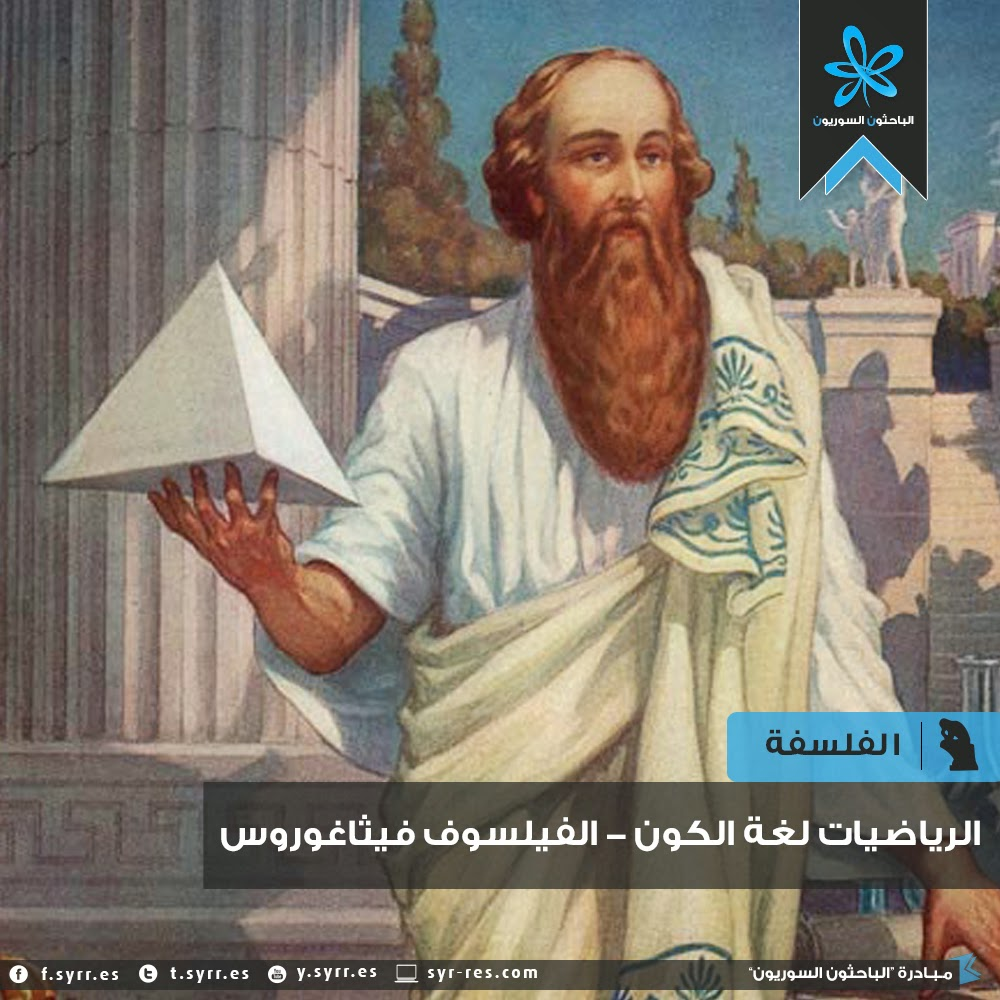 الباحثون السوريون
الفلسفة
الرياضيات لغة الكون - الفيلسوف فيثاغوروس
f.syrr.es t.syrr.es y.syrr.es syr-res.com مبادرة "الباحثون السوريون"